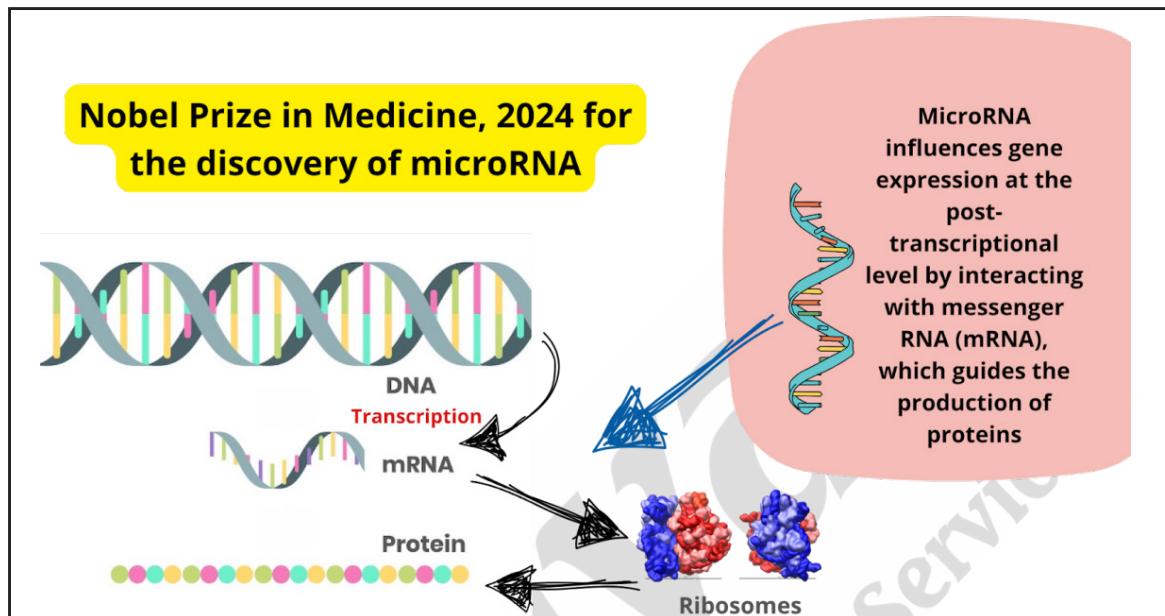 Nobel Prize in Medicine, 2024 for
the discovery of microRNA
MicroRNA
influences gene
expression at the
post-
transcriptional
level by interacting
with messenger
RNA (mRNA),
which guides the
production of
proteins
DNA
Transcription
mRNA
Protein
Ribosomes